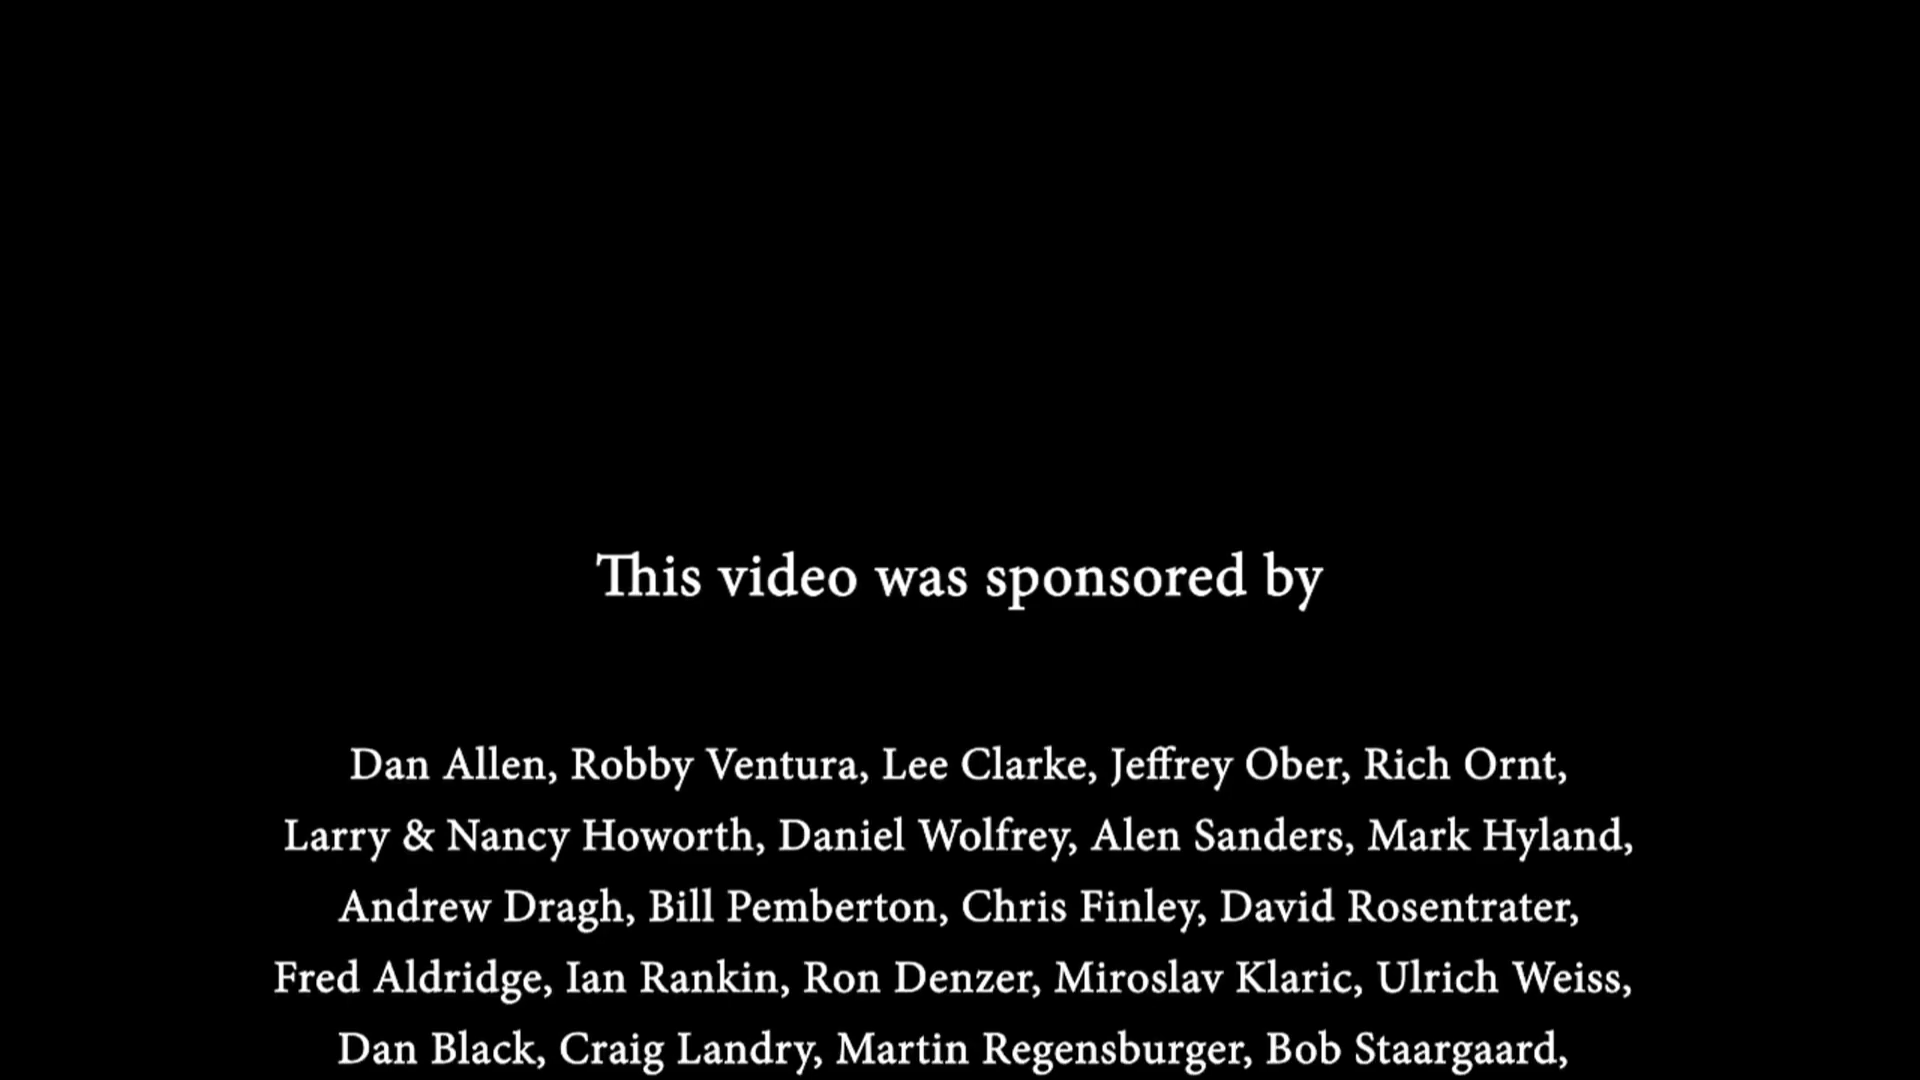 This video was sponsored by
Dan Allen, Robby Ventura, Lee Clarke, Jeffrey Ober, Rich Ornt,
Larry & Nancy Howorth, Daniel Wolfrey, Alen Sanders, Mark Hyland,
Andrew Dragh, Bill Pemberton, Chris Finley, David Rosentrater,
Fred Aldridge, Ian Rankin, Ron Denzer, Miroslav Klaric, Ulrich Weiss,
Dan Black, Craig Landry, Martin Regensburger, Bob Staargaard,